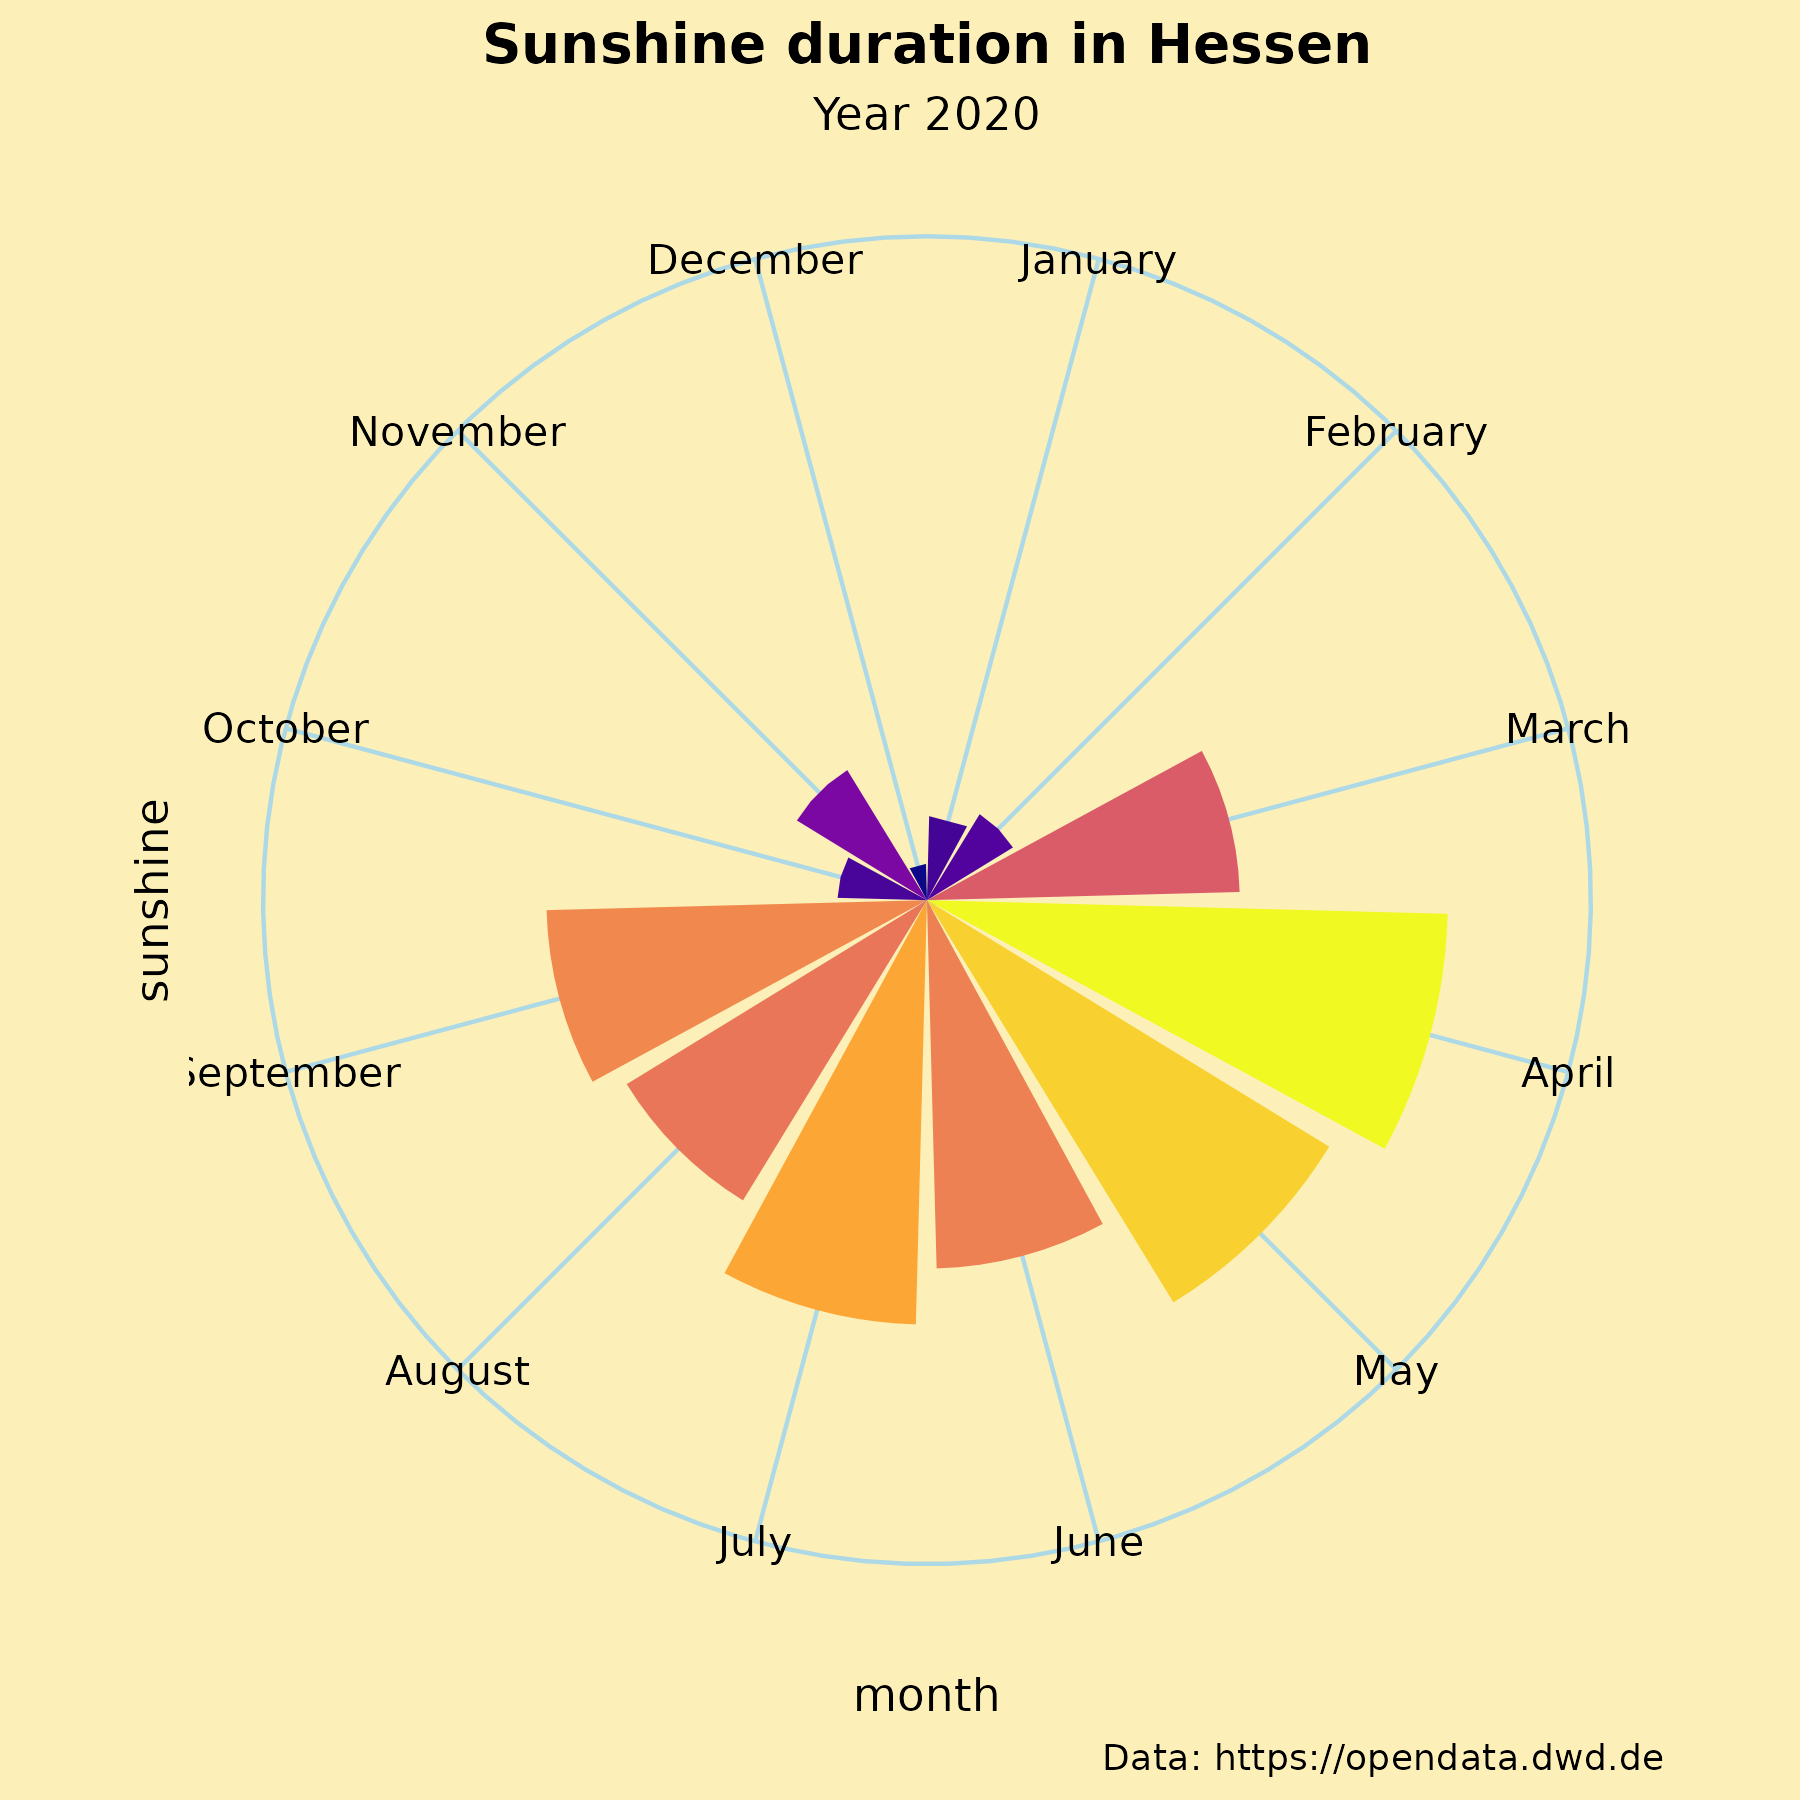 Sunshine duration in Hessen
Year 2020
December
January
November
February
October
March
sunshine
September
April
August
May
July
June
month
Data: https://opendata.dwd.de